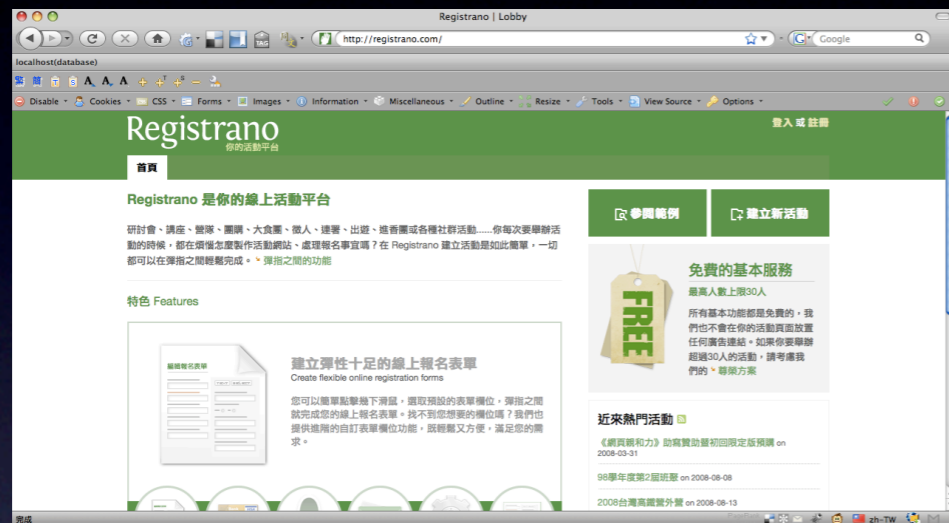 Registrano | Lobby
http://registrano.com/
Google
localhost(database)
繁 簡 A A A
Disable Cookies CSS Forms Images Information Miscellaneous Outline Resize Tools View Source Options
Registrano
你的活動平台
登入 或 註冊
首頁
Registrano 是你的線上活動平台
研討會、講座、營隊、團購、大食團、徵人、連署、出遊、進香團或各種社群活動......你每次要舉辦活
動的時候，都在煩惱怎麼製作活動網站、處理報名事宜嗎？在 Registrano 建立活動是如此簡單，一切
都可以在彈指之間輕鬆完成。 彈指之間的功能
特色 Features
編輯報名表單
建立彈性十足的線上報名表單
Create flexible online registration forms
您可以簡單點擊幾下滑鼠，選取預設的表單欄位，彈指之間
就完成您的線上報名表單。找不到您想要的欄位嗎？我們也
提供進階的自訂表單欄位功能，既輕鬆又方便，滿足您的需
求。
參閱範例
建立新活動
FREE
免費的基本服務
最高人數上限30人
所有基本功能都是免費的，我
們也不會在你的活動頁面放置
任何廣告連結。如果你要舉辦
超過30人的活動，請考慮我
們的 尊榮方案
近來熱門活動
《網頁親和力》助寫贊助暨初回限定版預購 on
2008-03-31
98學年度第2屆班聚 on 2008-08-08
2008台灣高鐵營外營 on 2008-06-13
完成
zh-TW